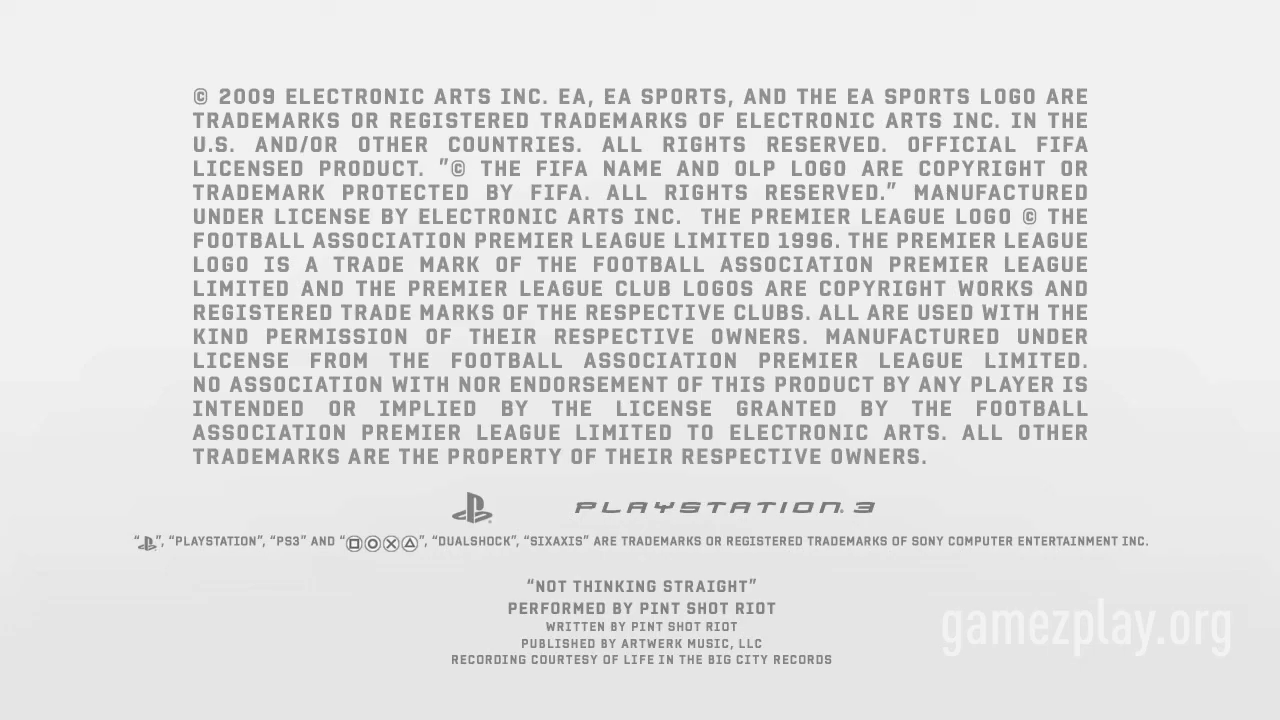 © 2009 ELECTRONIC ARTS INC. EA, EA SPORTS, AND THE EA SPORTS LOGO ARE
TRADEMARKS OR REGISTERED TRADEMARKS OF ELECTRONIC ARTS INC. IN THE
U.S. AND/OR OTHER COUNTRIES. ALL RIGHTS RESERVED. OFFICIAL FIFA
LICENSED PRODUCT. "© THE FIFA NAME AND OLP LOGO ARE COPYRIGHT OR
TRADEMARK PROTECTED BY FIFA. ALL RIGHTS RESERVED." MANUFACTURED
UNDER LICENSE BY ELECTRONIC ARTS INC. THE PREMIER LEAGUE LOGO © THE
FOOTBALL ASSOCIATION PREMIER LEAGUE LIMITED 1996. THE PREMIER LEAGUE
LOGO IS A TRADE MARK OF THE FOOTBALL ASSOCIATION PREMIER LEAGUE
LIMITED AND THE PREMIER LEAGUE CLUB LOGOS ARE COPYRIGHT WORKS AND
REGISTERED TRADE MARKS OF THE RESPECTIVE CLUBS. ALL ARE USED WITH THE
KIND PERMISSION OF THEIR RESPECTIVE OWNERS. MANUFACTURED UNDER
LICENSE FROM THE FOOTBALL ASSOCIATION PREMIER LEAGUE LIMITED.
NO ASSOCIATION WITH NOR ENDORSEMENT OF THIS PRODUCT BY ANY PLAYER IS
INTENDED OR IMPLIED BY THE LICENSE GRANTED BY THE FOOTBALL
ASSOCIATION PREMIER LEAGUE LIMITED TO ELECTRONIC ARTS. ALL OTHER
TRADEMARKS ARE THE PROPERTY OF THEIR RESPECTIVE OWNERS.
PLAYSTATION® 3
“”, “PLAYSTATION”, “PS3” AND “”, “DUALSHOCK”, “SIXAXIS” ARE TRADEMARKS OR REGISTERED TRADEMARKS OF SONY COMPUTER ENTERTAINMENT INC.
“NOT THINKING STRAIGHT”
PERFORMED BY PINT SHOT RIOT
WRITTEN BY PINT SHOT RIOT
PUBLISHED BY ARTWERK MUSIC, LLC
RECORDING COURTESY OF LIFE IN THE BIG CITY RECORDS
gamezplay.org